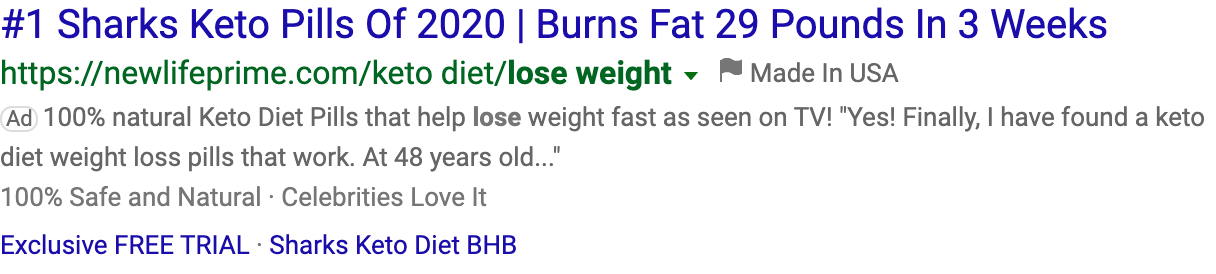 #1 Sharks Keto Pills Of 2020 | Burns Fat 29 Pounds In 3 Weeks
https://newlifeprime.com/keto diet/lose weight Made In USA
Ad 100% natural Keto Diet Pills that help lose weight fast as seen on TV! "Yes! Finally, I have found a keto
diet weight loss pills that work. At 48 years old..."
100% Safe and Natural · Celebrities Love It
Exclusive FREE TRIAL · Sharks Keto Diet BHB